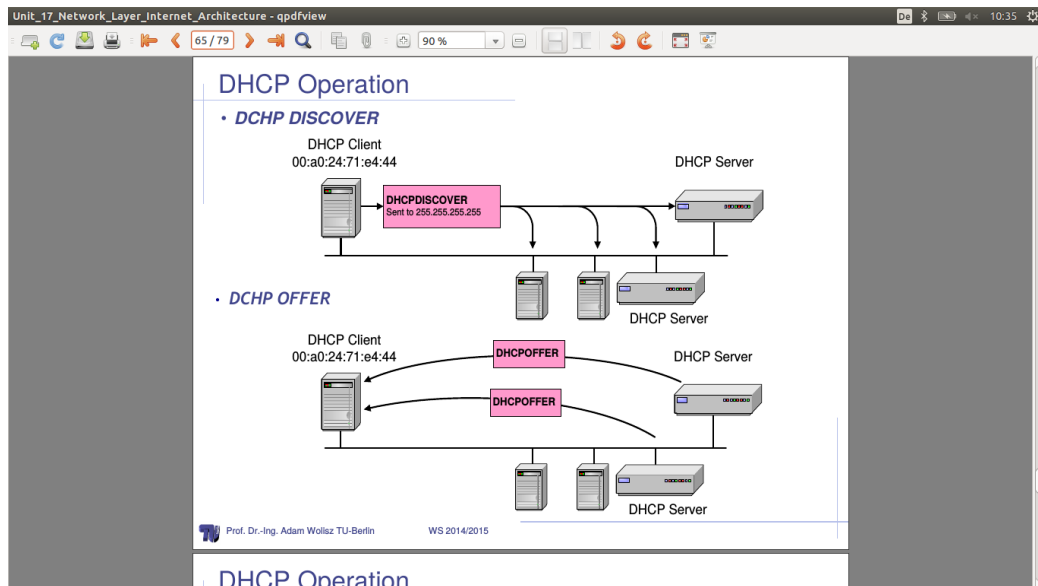 Unit_17_Network_Layer_Internet_Architecture - qpdfview
De
10:35
65 / 79
90 %
DHCP Operation
• DCHP DISCOVER
DHCP Client
00:a0:24:71:e4:44
DHCP Server
DHCPDISCOVER
Sent to 255.255.255.255
DHCP Server
• DCHP OFFER
DHCP Client
00:a0:24:71:e4:44
DHCPOFFER
DHCP Server
DHCPOFFER
DHCP Server
Prof. Dr.-Ing. Adam Wolisz TU-Berlin
WS 2014/2015
DHCP Operation